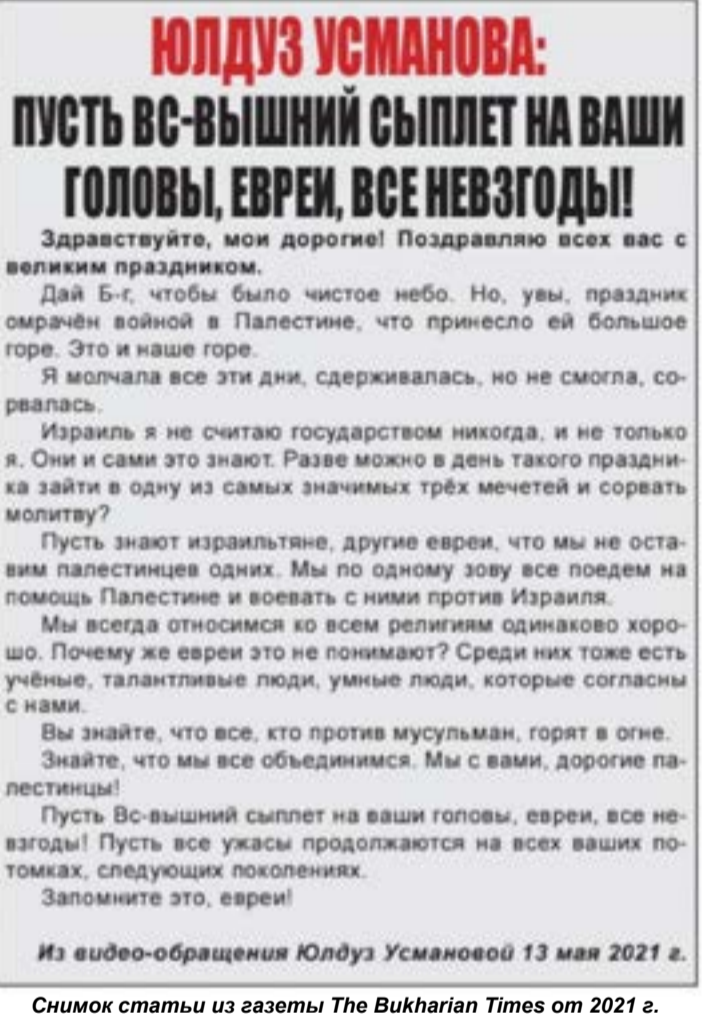 ЮЛДУЗ УСМАНОВА:
ПУСТЬ ВС-ВЫШНИЙ СЫПЛЕТ НА ВАШИ
ГОЛОВЫ, ЕВРЕИ, ВСЕ НЕВЗГОДЫ!
Здравствуйте, мои дорогие! Поздравляю всех вас с
великим праздником.
Дай Б-г, чтобы было чистое небо. Но, увы, праздник
омрачён войной в Палестине, что принесло ей большое
горе. Это и наше горе.
Я молчала все эти дни, сдерживалась, но не смогла, со-
рвалась.
Израиль я не считаю государством никогда, и не только
я. Они и сами это знают. Разве можно в день такого праздни-
ка зайти в одну из самых значимых трёх мечетей и сорвать
молитву?
Пусть знают израильтяне, другие евреи, что мы не оста-
вим палестинцев одних. Мы по одному зову все поедем на
помощь Палестине и воевать с ними против Израиля.
Мы всегда относимся ко всем религиям одинаково хоро-
шо. Почему же евреи это не понимают? Среди них тоже есть
учёные, талантливые люди, умные люди, которые согласны
с нами.
Вы знайте, что все, кто против мусульман, горят в огне.
Знайте, что мы все объединимся. Мы с вами, дорогие па-
лестинцы!
Пусть Вс-вышний сыплет на ваши головы, евреи, все не-
взгоды! Пусть все ужасы продолжаются на всех ваших по-
томках, следующих поколениях.
Запомните это, евреи!
Из видео-обращения Юлдуз Усмановой 13 мая 2021 г.
Снимок статьи из газеты The Bukharian Times от 2021 г.